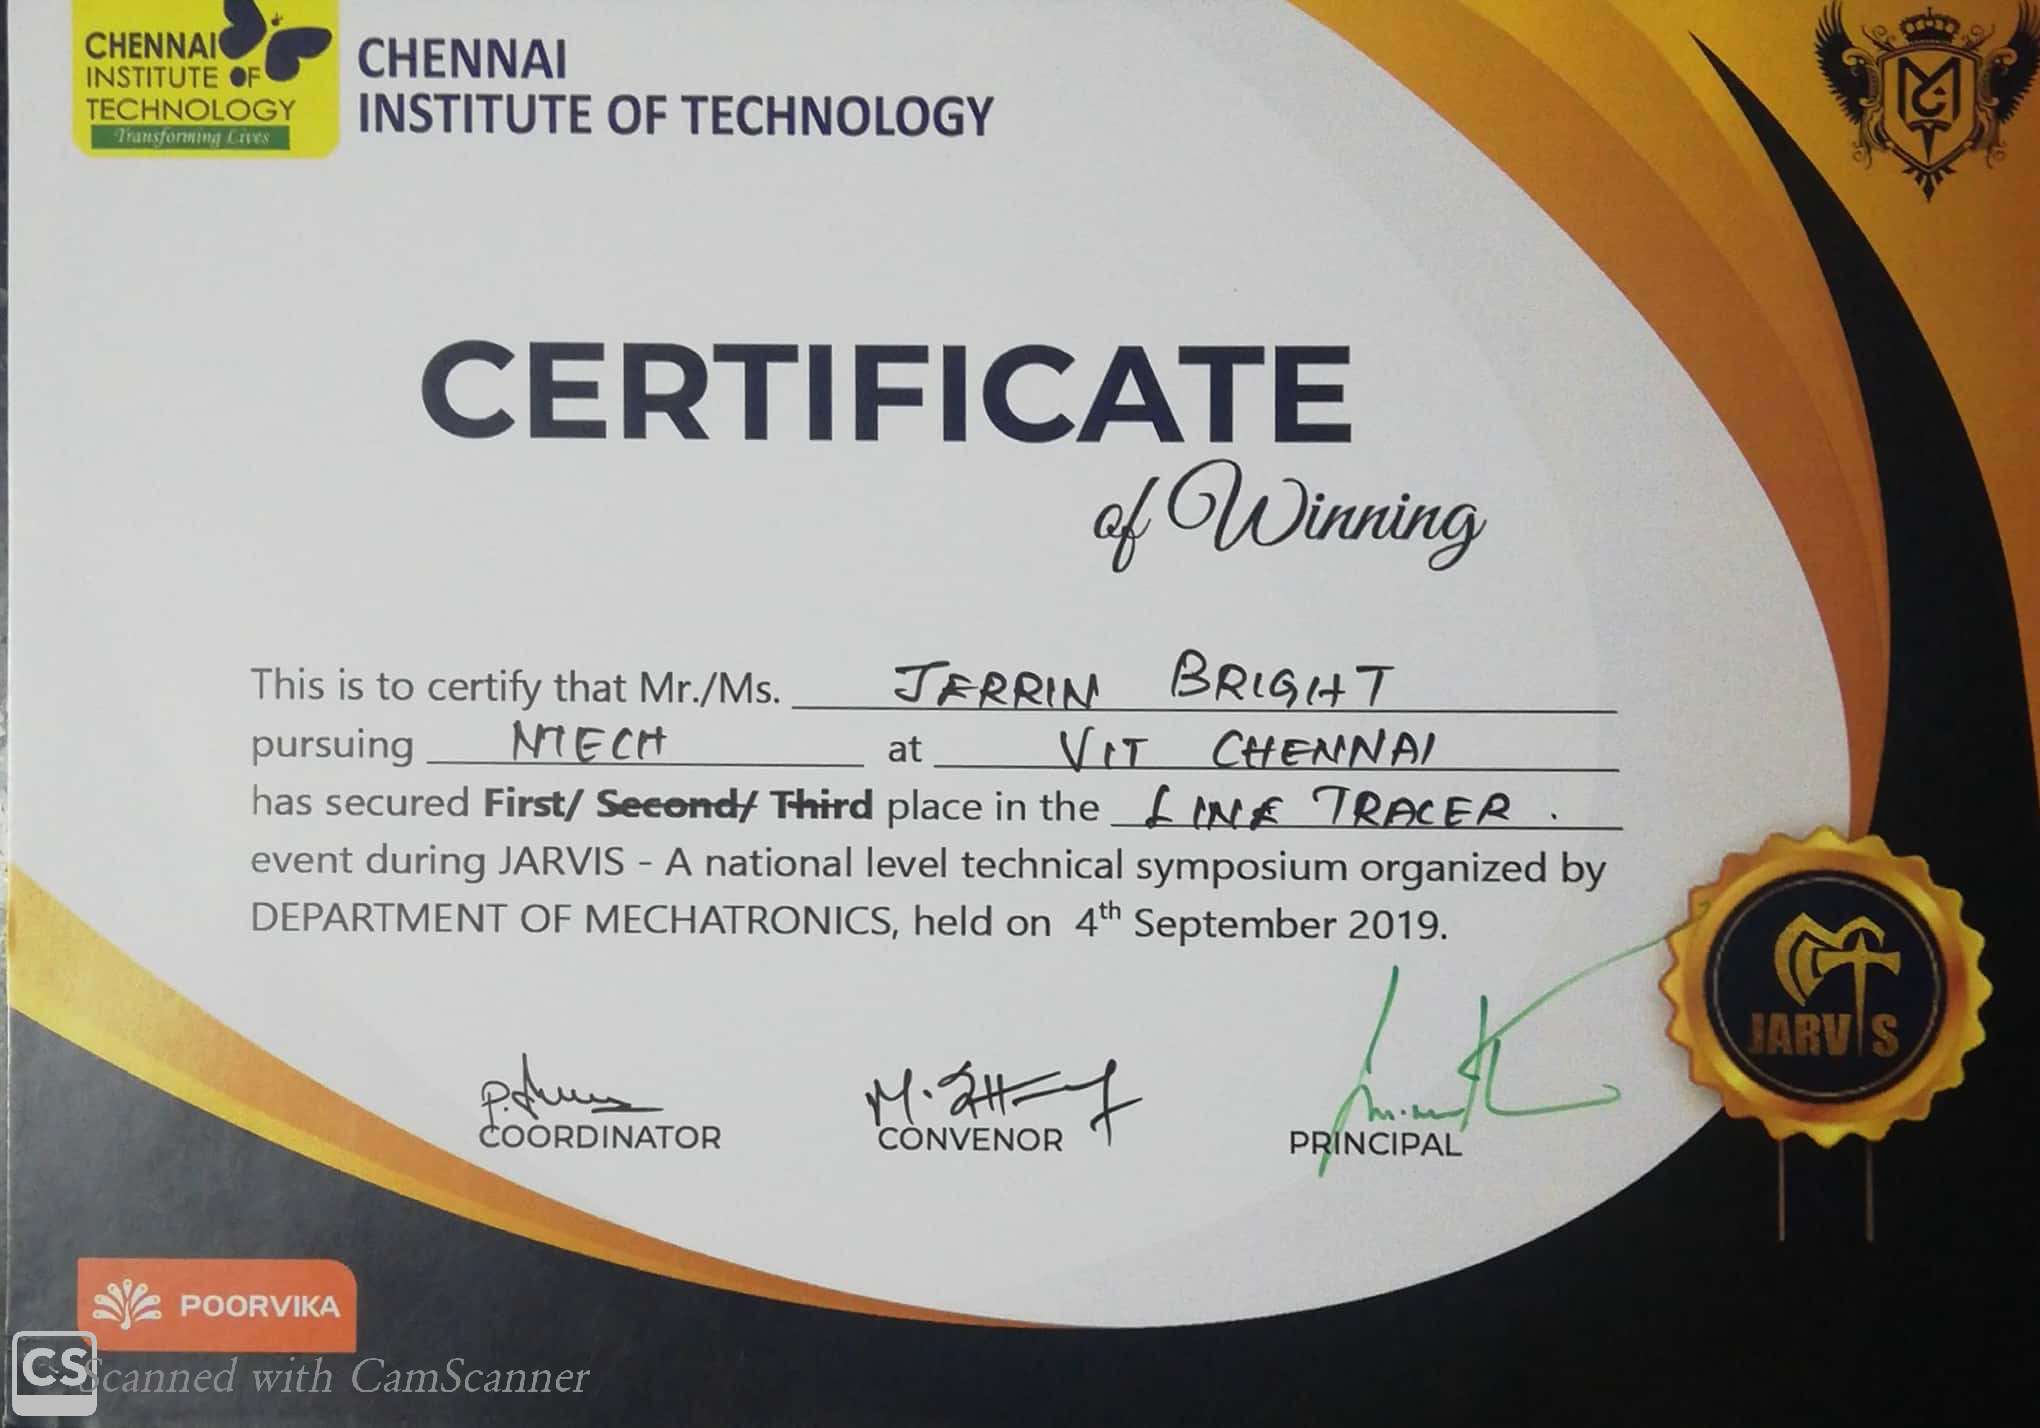 CHENNAI
INSTITUTE OF
TECHNOLOGY
Transforming Lives
CHENNAI
INSTITUTE OF TECHNOLOGY
CERTIFICATE
of Winning
This is to certify that Mr./Ms. JERRIN BRIGHT
pursuing MTECH at VIT CHENNAI
has secured First/ Second/ Third place in the LINE TRACER .
event during JARVIS - A national level technical symposium organized by
DEPARTMENT OF MECHATRONICS, held on 4th September 2019.
JARVIS
COORDINATOR CONVENOR PRINCIPAL
POORVIKA
CS Scanned with CamScanner